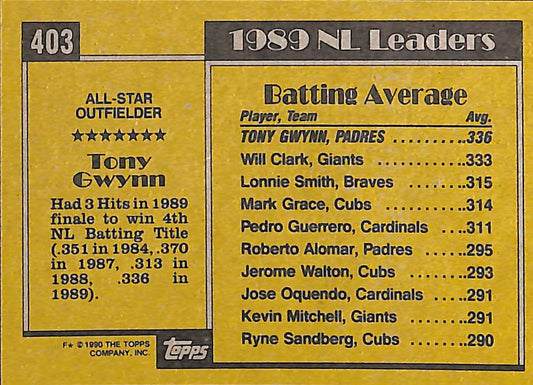 403
1989 NL Leaders
ALL-STAR
OUTFIELDER
★★★★★★★
Tony
Gwynn
Had 3 Hits in 1989
finale to win 4th
NL Batting Title
(.351 in 1984, .370
in 1987, .313 in
1988, .336 in
1989).
Batting Average
Player, Team Avg.
TONY GWYNN, PADRES .........336
Will Clark, Giants ............333
Lonnie Smith, Braves ........315
Mark Grace, Cubs ...........314
Pedro Guerrero, Cardinals ....311
Roberto Alomar, Padres ......295
Jerome Walton, Cubs ........293
Jose Oquendo, Cardinals .....291
Kevin Mitchell, Giants ........291
Ryne Sandberg, Cubs ........290
F★ © 1990 THE TOPPS
COMPANY, INC.
Topps